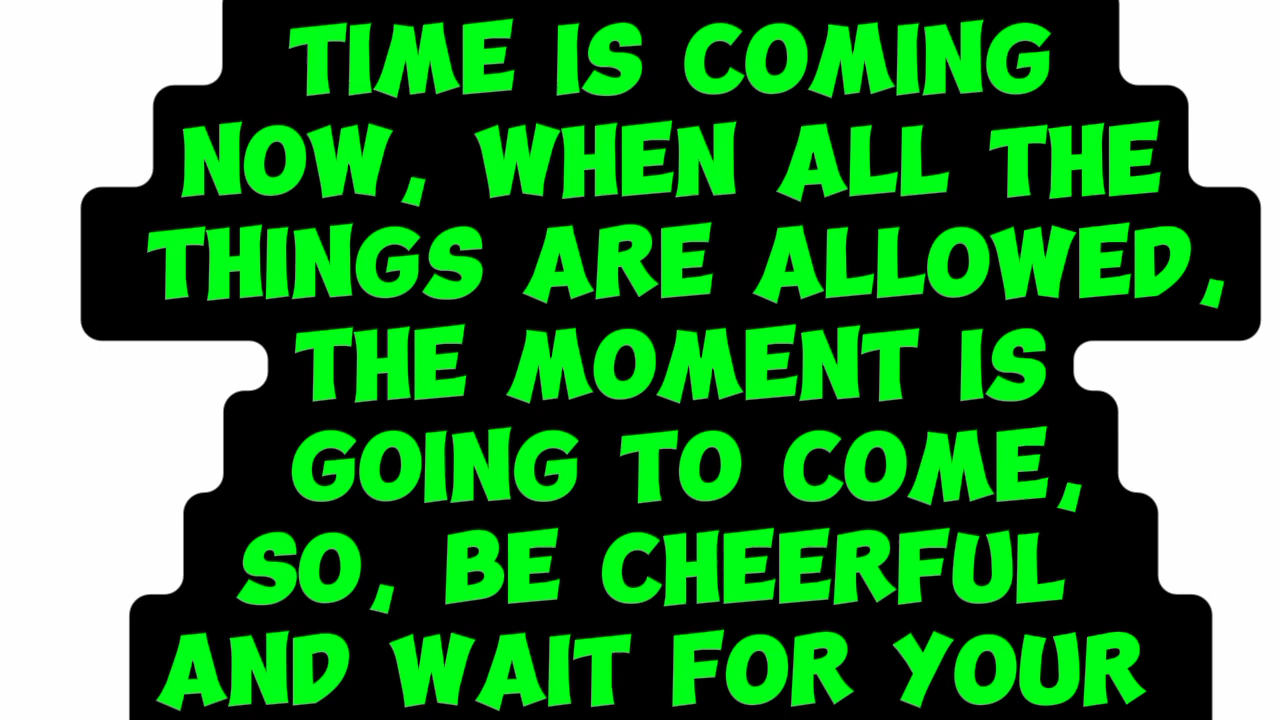 TIME IS COMING
NOW, WHEN ALL THE
THINGS ARE ALLOWED,
THE MOMENT IS
GOING TO COME,
SO, BE CHEERFUL
AND WAIT FOR YOUR